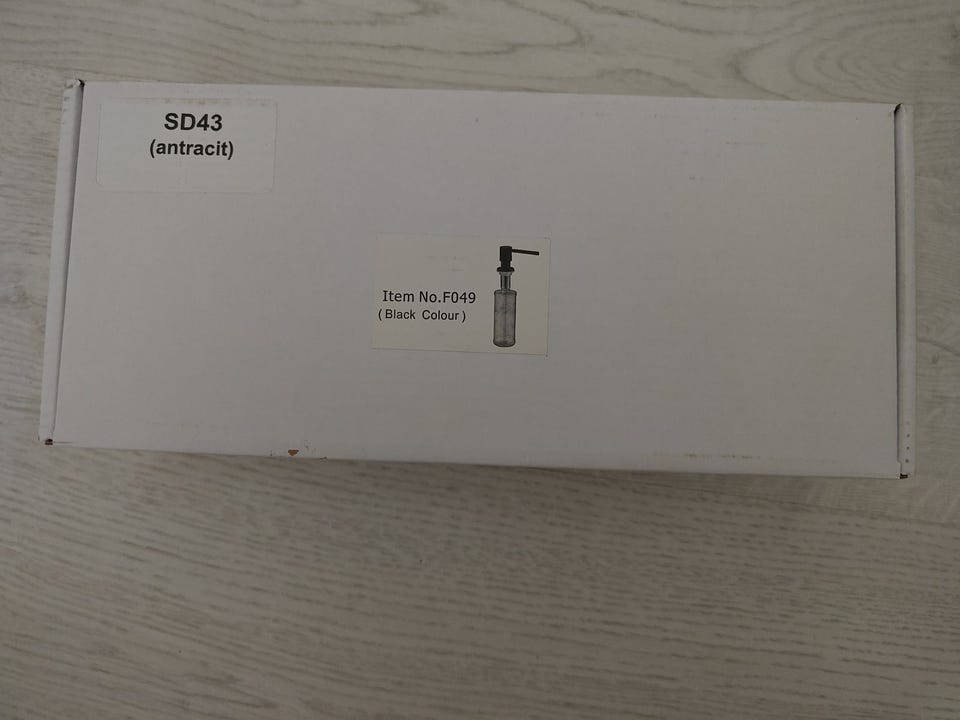 SD43
(antracit)
Item No.F049
(Black Colour)